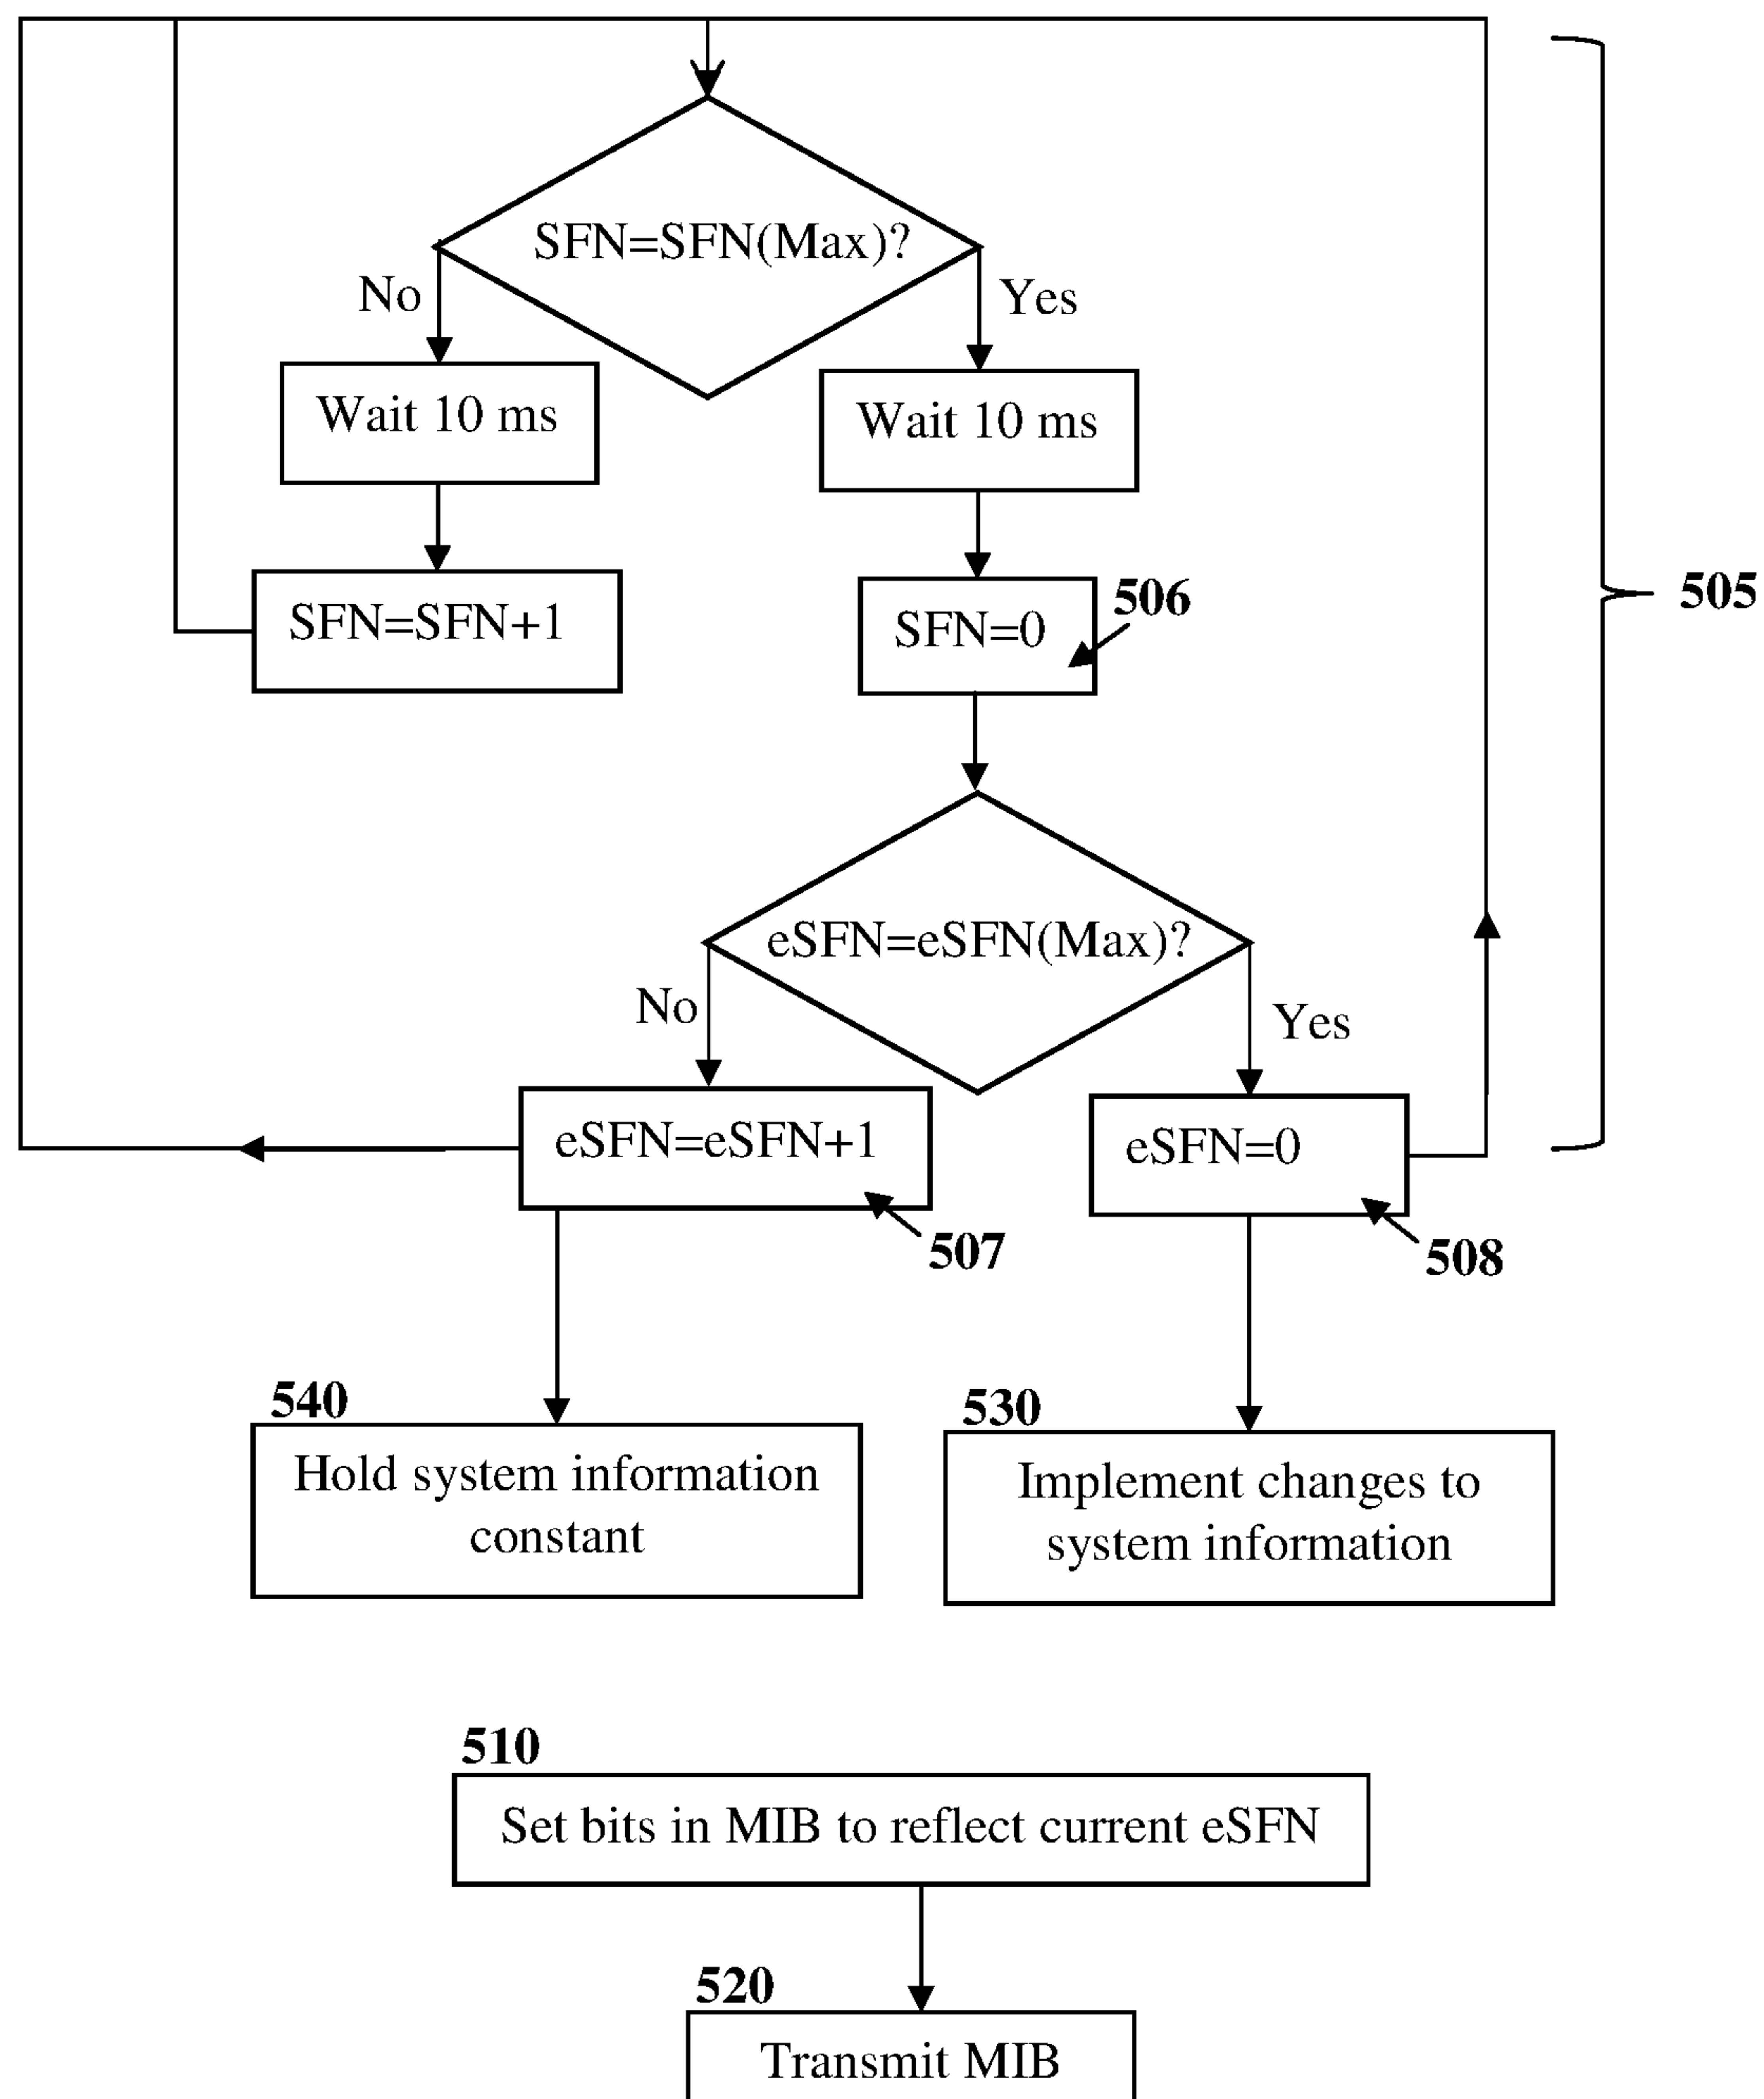 SFN=SFN(Max)?
No
Yes
Wait 10 ms
Wait 10 ms
SFN=SFN+1
506
SFN=0
505
eSFN=eSFN(Max)?
No
Yes
eSFN=eSFN+1
eSFN=0
507
508
540
Hold system information
constant
530
Implement changes to
system information
510
Set bits in MIB to reflect current eSFN
520
Transmit MIB